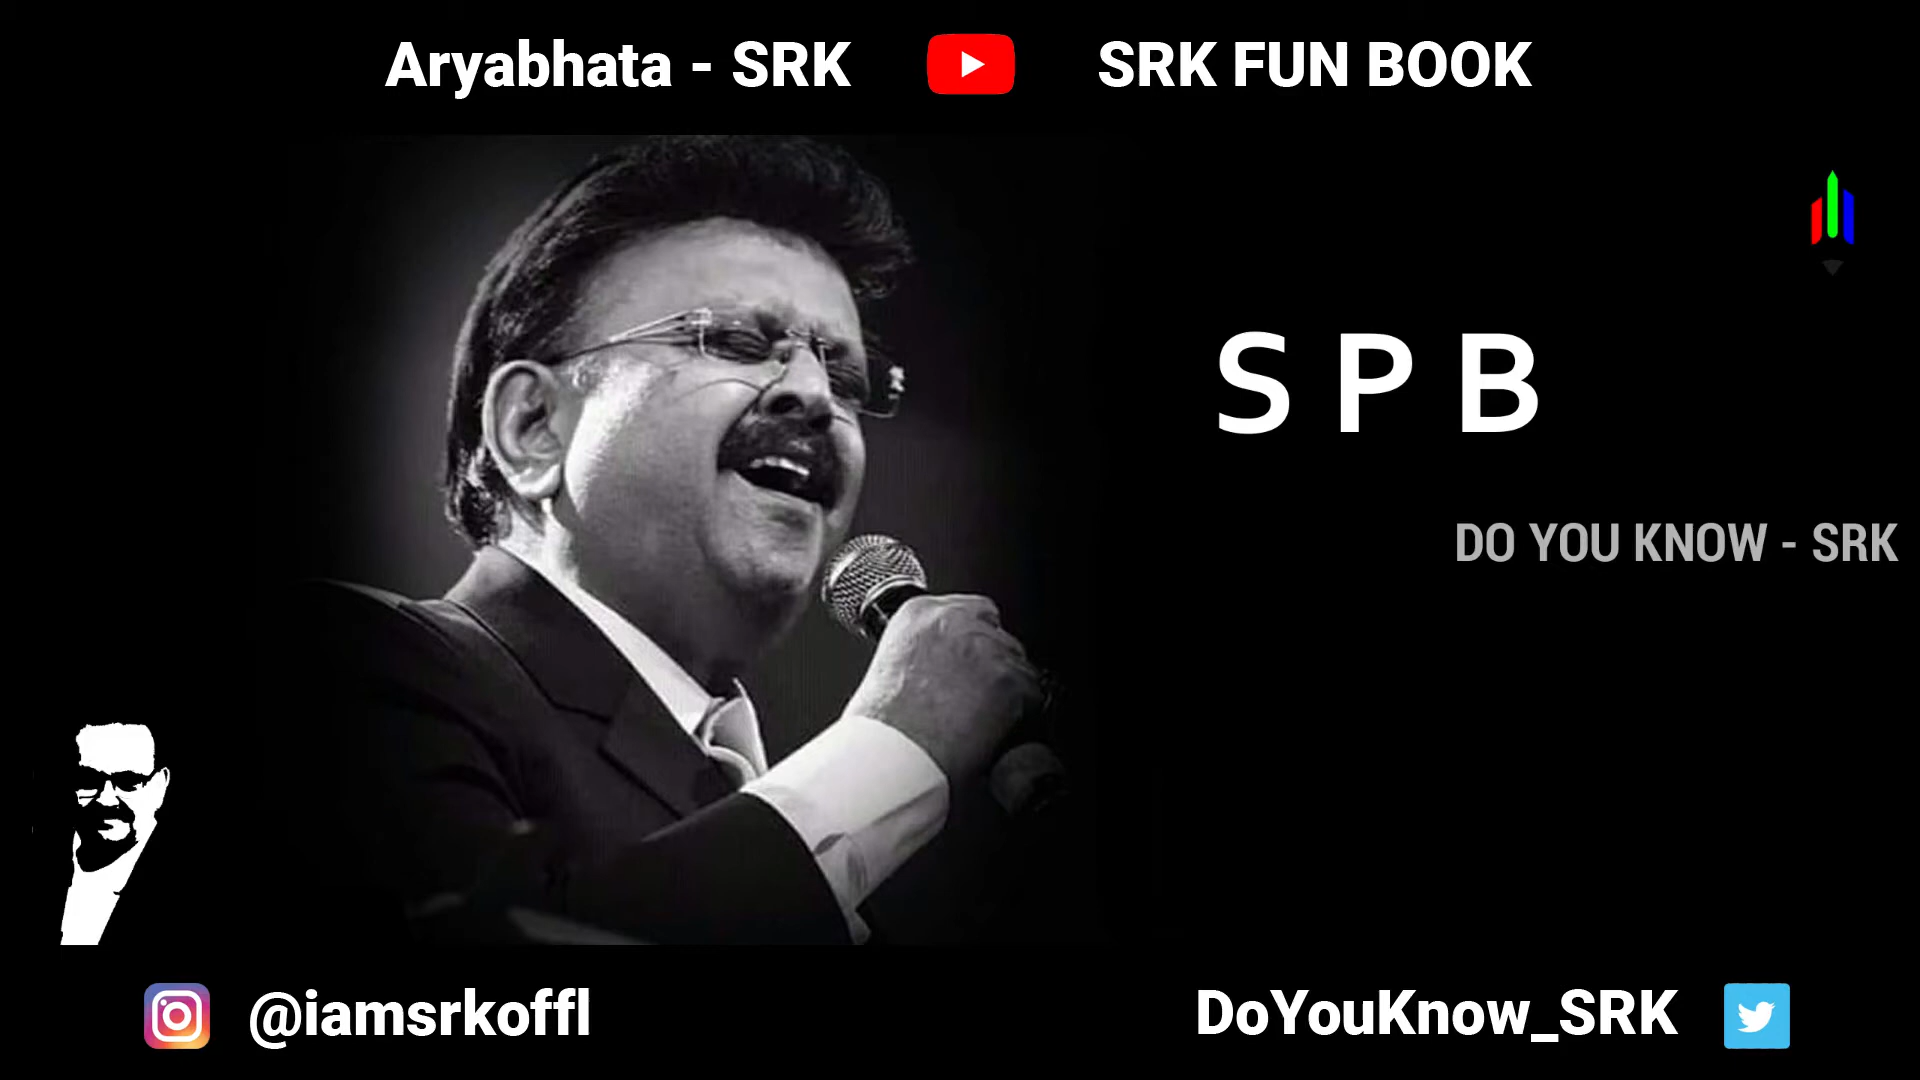 Aryabhata - SRK
SRK FUN BOOK
S P B
DO YOU KNOW - SRK
@iamsrkoffl
DoYouKnow_SRK